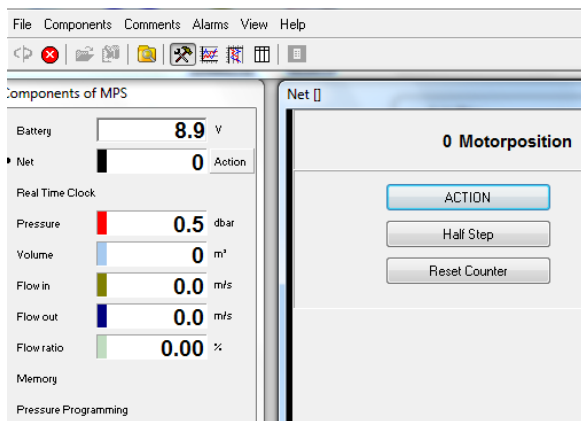 File Components Comments Alarms View Help
Components of MPS
Battery 8.9 V
Net 0 Action
Real Time Clock
Pressure 0.5 dbar
Volume 0 m³
Flow in 0.0 m/s
Flow out 0.0 m/s
Flow ratio 0.00 %
Memory
Pressure Programming
Net []
0 Motorposition
ACTION
Half Step
Reset Counter